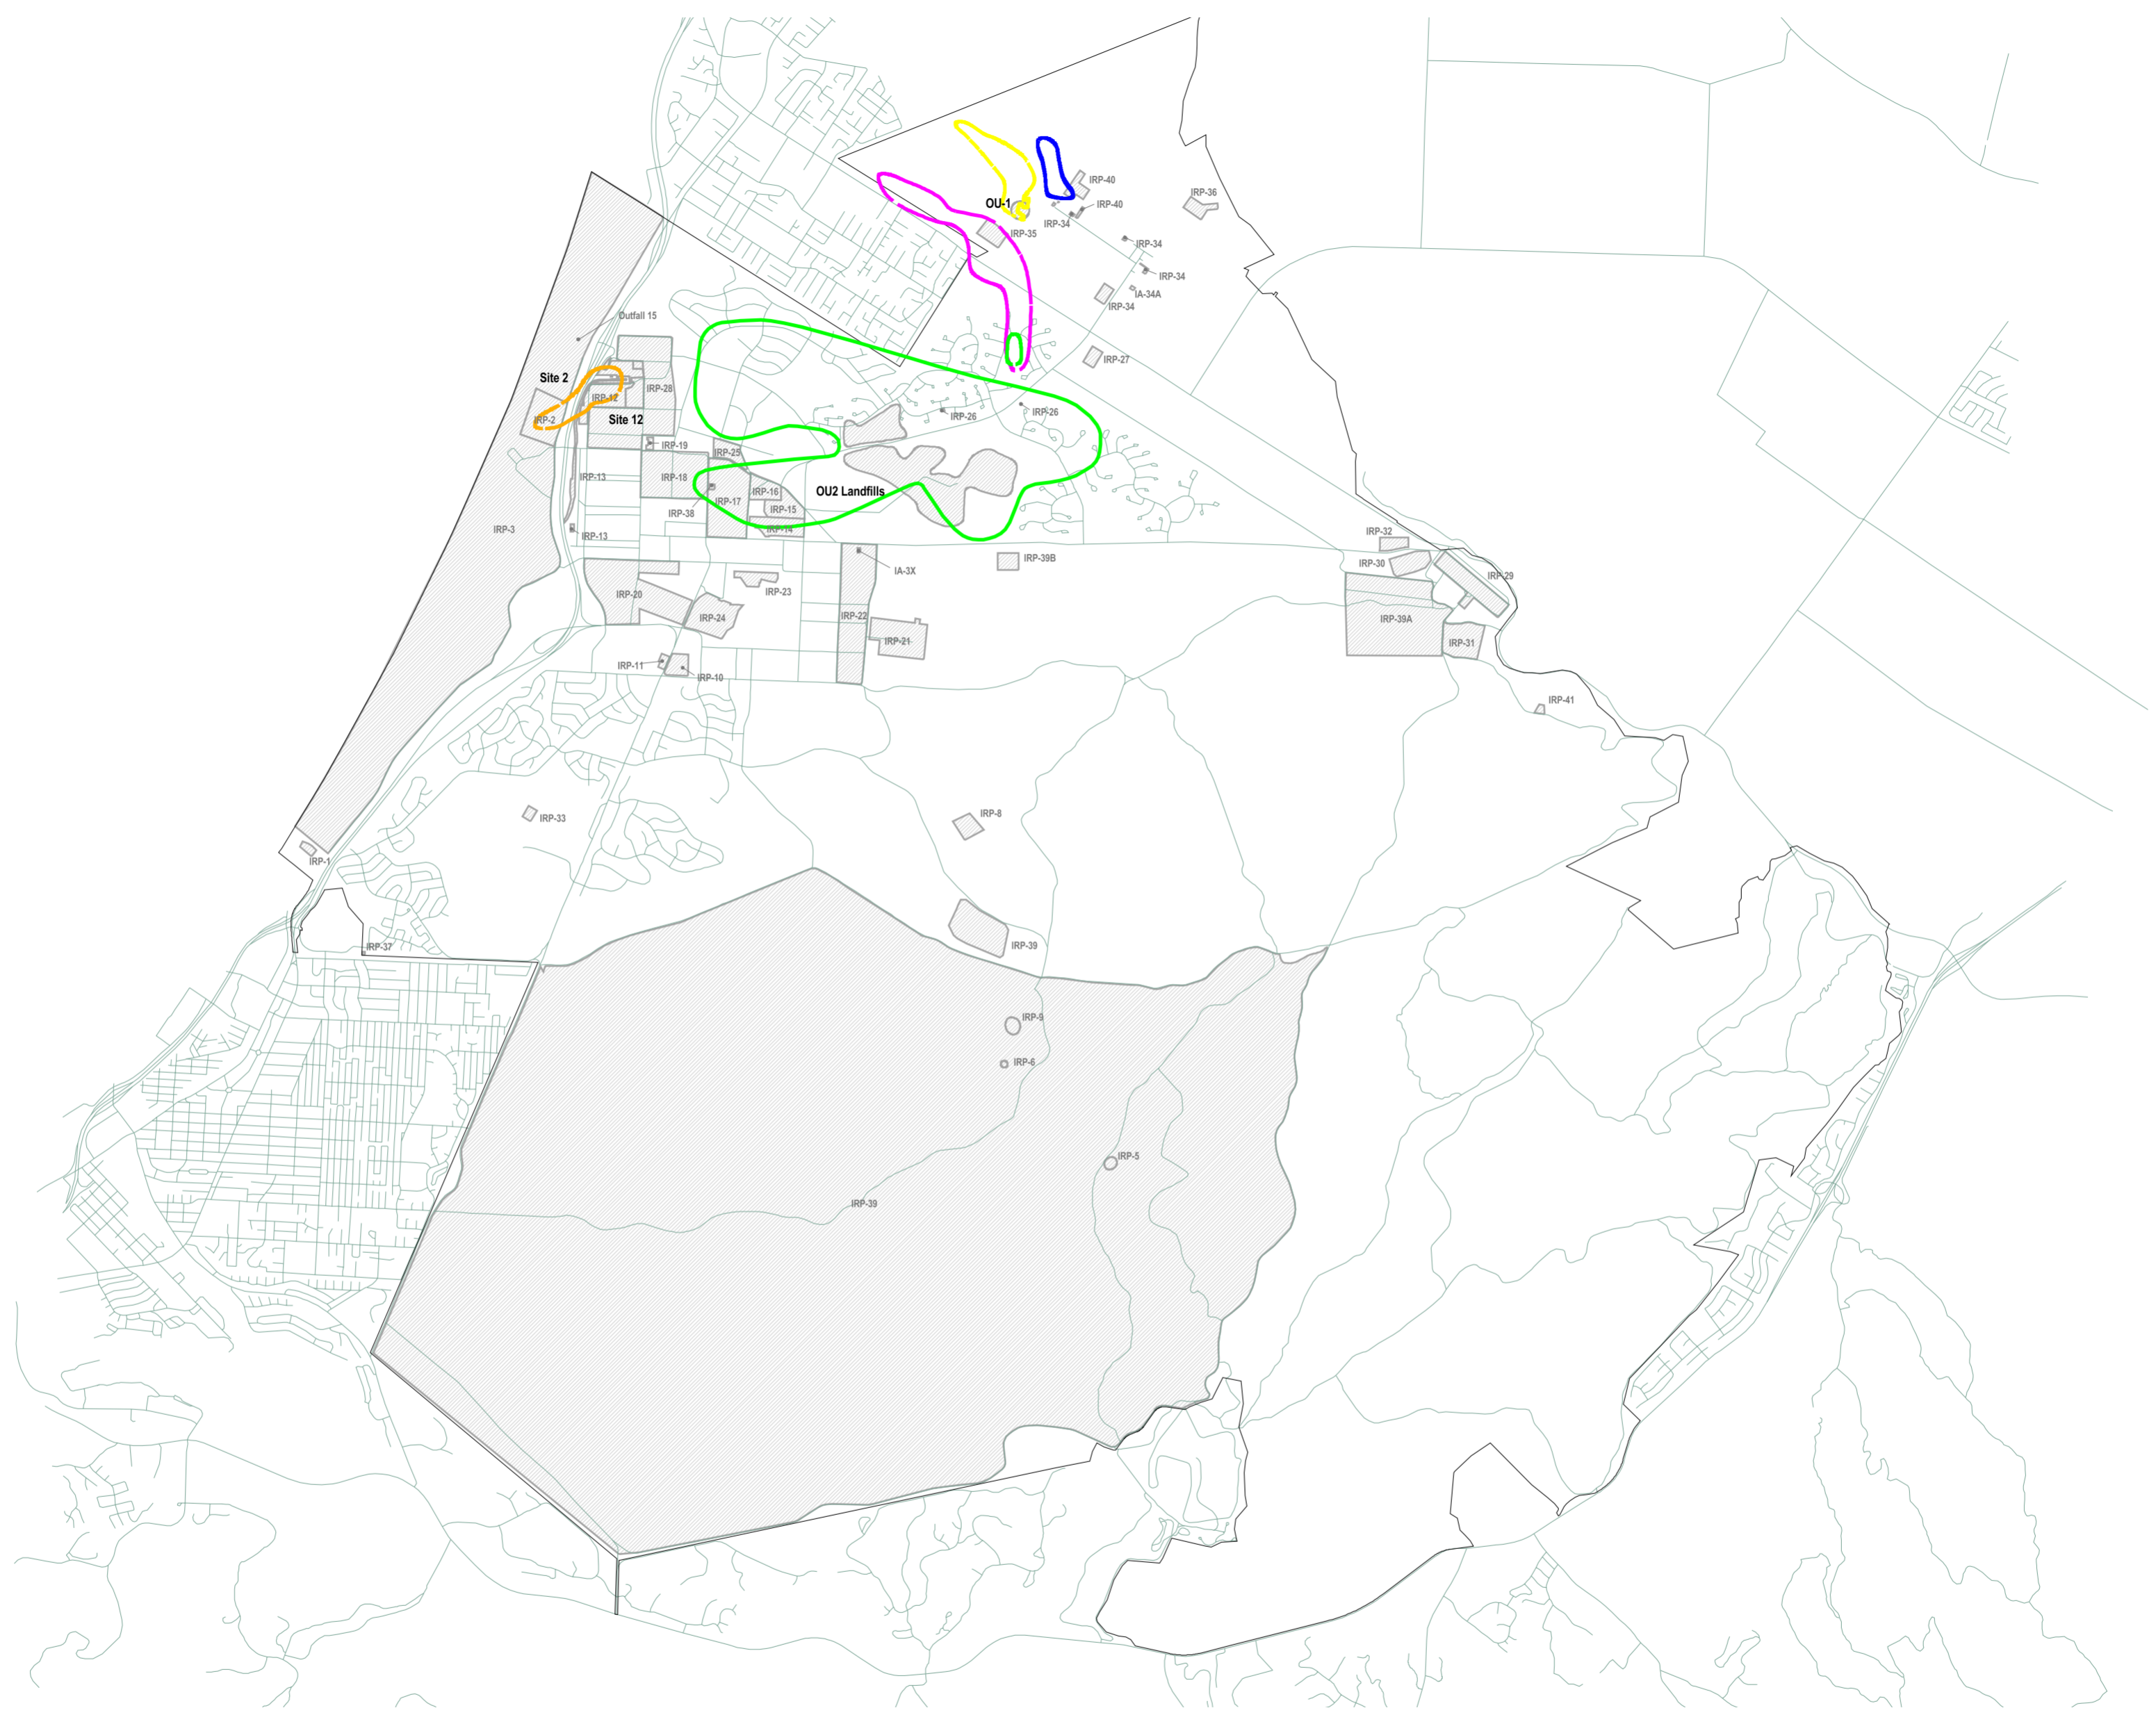 IRP-40
IRP-36
OU-1
IRP-40
IRP-34
IRP-35
IRP-34
IRP-34
IA-34A
IRP-34
Outfall 15
IRP-27
Site 2
IRP-28
IRP-12
IRP-26
IRP-26
IRP-2
Site 12
IRP-19
IRP-25
IRP-13
IRP-18
OU2 Landfills
IRP-16
IRP-17
IRP-15
IRP-38
IRP-3
IRP-14
IRP-13
IRP-32
IRP-39B
IRP-30
IA-3X
IRP-29
IRP-23
IRP-20
IRP-22
IRP-24
IRP-39A
IRP-21
IRP-31
IRP-11
IRP-10
IRP-41
IRP-8
IRP-33
IRP-1
IRP-39
IRP-37
IRP-9
IRP-6
IRP-5
IRP-39